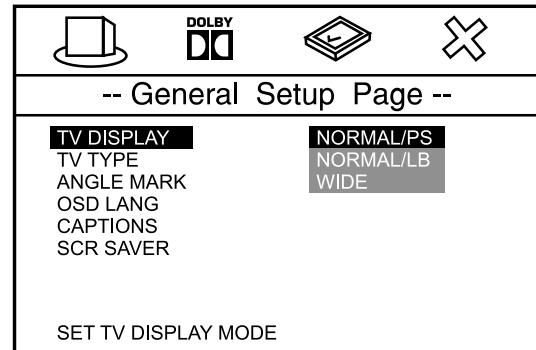 DOLBY
-- General Setup Page --
TV DISPLAY NORMAL/PS
TV TYPE NORMAL/LB
ANGLE MARK WIDE
OSD LANG
CAPTIONS
SCR SAVER
SET TV DISPLAY MODE